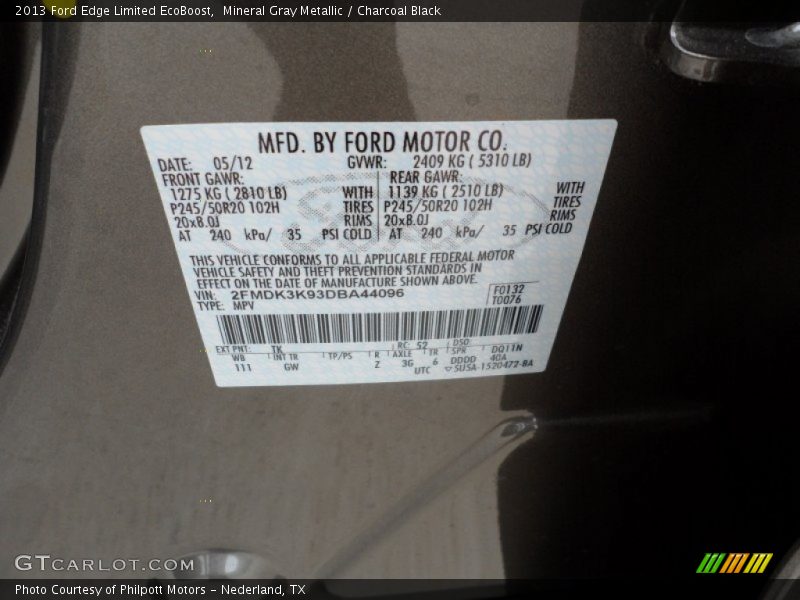 2013 Ford Edge Limited EcoBoost, Mineral Gray Metallic / Charcoal Black
MFD. BY FORD MOTOR CO.
DATE: 05/12 GVWR: 2409 KG ( 5310 LB)
FRONT GAWR: REAR GAWR:
1275 KG ( 2810 LB) WITH 1139 KG ( 2510 LB) WITH
P245/50R20 102H TIRES P245/50R20 102H TIRES
20x8.0J RIMS 20x8.0J RIMS
AT 240 kPa/ 35 PSI COLD AT 240 kPa/ 35 PSI COLD
THIS VEHICLE CONFORMS TO ALL APPLICABLE FEDERAL MOTOR
VEHICLE SAFETY AND THEFT PREVENTION STANDARDS IN
EFFECT ON THE DATE OF MANUFACTURE SHOWN ABOVE.
VIN: 2FMDK3K93DBA44096 F0132
TYPE: MPV T0076
EXT PNT: TK RC: 52 DSO:
WB INT TR TP/PS R AXLE TR SPR DQ11N
111 GW Z 3G 6 DDDD 40A
UTC ▽5USA-1520472-BA
GTCARLOT.COM
Photo Courtesy of Philpott Motors - Nederland, TX